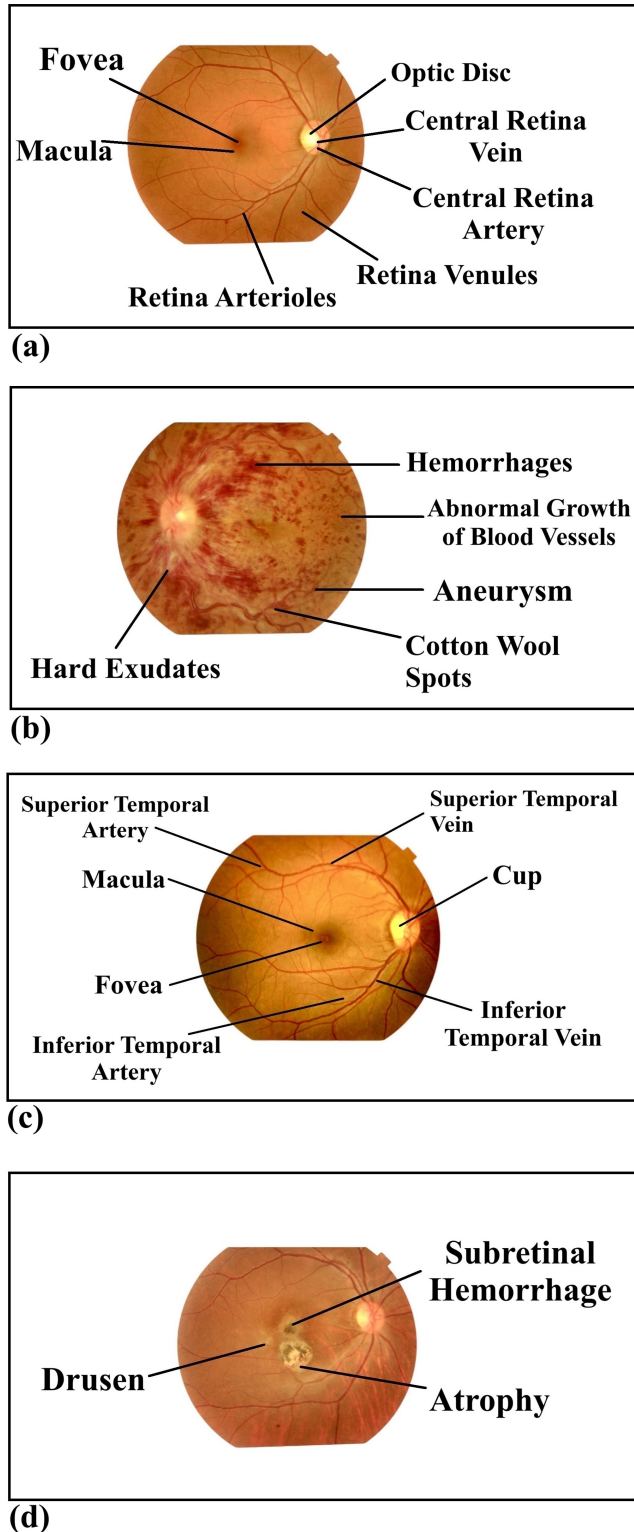 Fovea
Optic Disc
Macula
Central Retina
Vein
Central Retina
Artery
Retina Venules
Retina Arterioles
(a)
Hemorrhages
Abnormal Growth
of Blood Vessels
Aneurysm
Cotton Wool
Spots
Hard Exudates
(b)
Superior Temporal
Artery
Superior Temporal
Vein
Macula
Cup
Fovea
Inferior
Temporal Vein
Inferior Temporal
Artery
(c)
Subretinal
Hemorrhage
Drusen
Atrophy
(d)